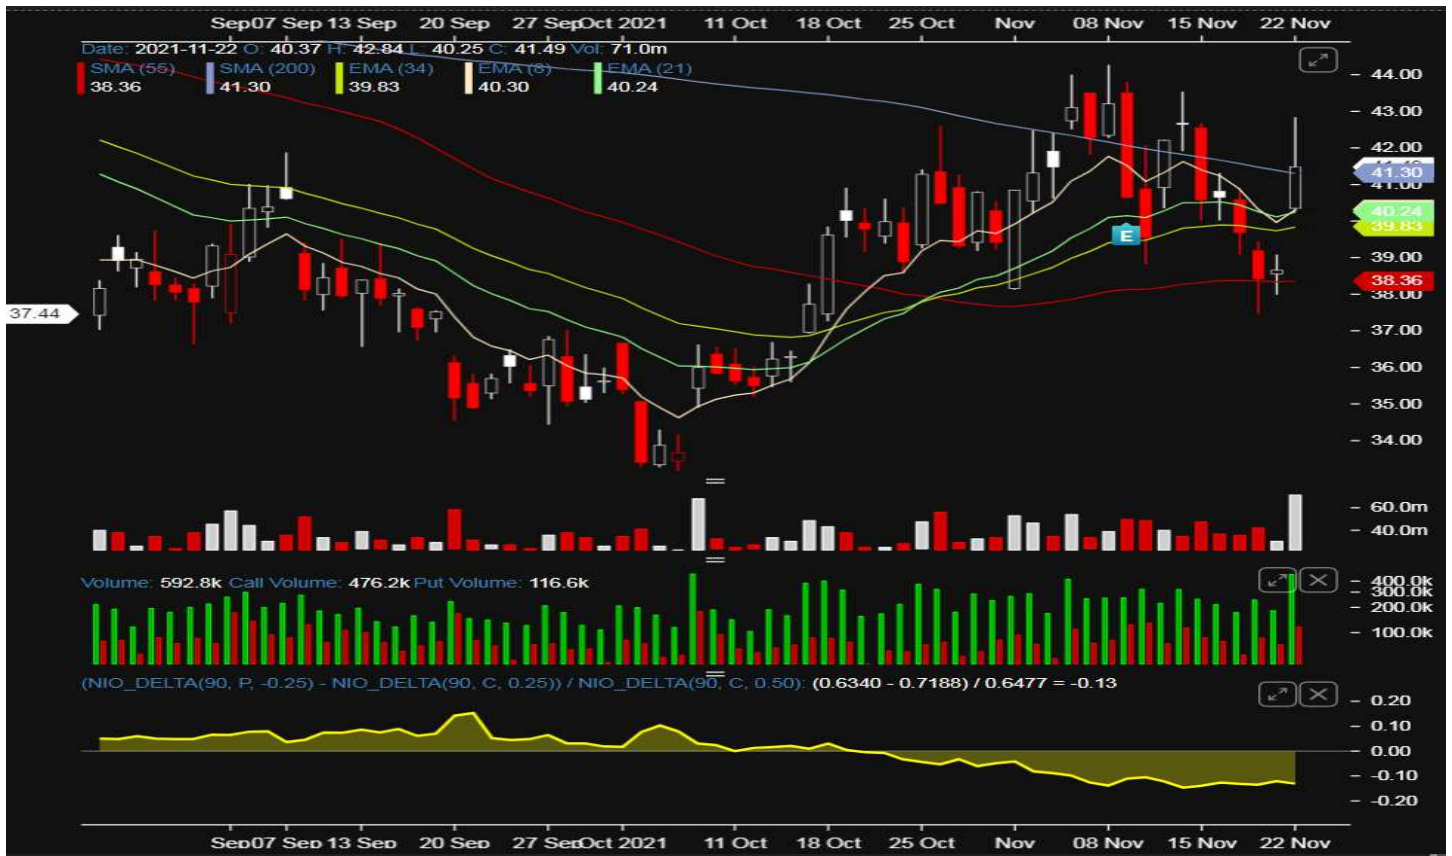 Sep07 Sep 13 Sep 20 Sep 27 SepOct 2021 11 Oct 18 Oct 25 Oct Nov 08 Nov 15 Nov 22 Nov
Date: 2021-11-22 O: 40.37 H: 42.84 L: 40.25 C: 41.49 Vol: 71.0m
SMA (55) SMA (200) EMA (34) EMA (8) EMA (21)
38.36 41.30 39.83 40.30 40.24
44.00
43.00
42.00
41.30
41.00
40.24
39.83
39.00
38.36
38.00
37.44
37.00
36.00
35.00
34.00
E
60.0m
40.0m
Volume: 592.8k Call Volume: 476.2k Put Volume: 116.6k
400.0k
300.0k
200.0k
100.0k
(NIO_DELTA(90, P, -0.25) - NIO_DELTA(90, C, 0.25)) / NIO_DELTA(90, C, 0.50): (0.6340 - 0.7188) / 0.6477 = -0.13
0.20
0.10
0.00
-0.10
-0.20
Sep07 Sep 13 Sep 20 Sep 27 SepOct 2021 11 Oct 18 Oct 25 Oct Nov 08 Nov 15 Nov 22 Nov